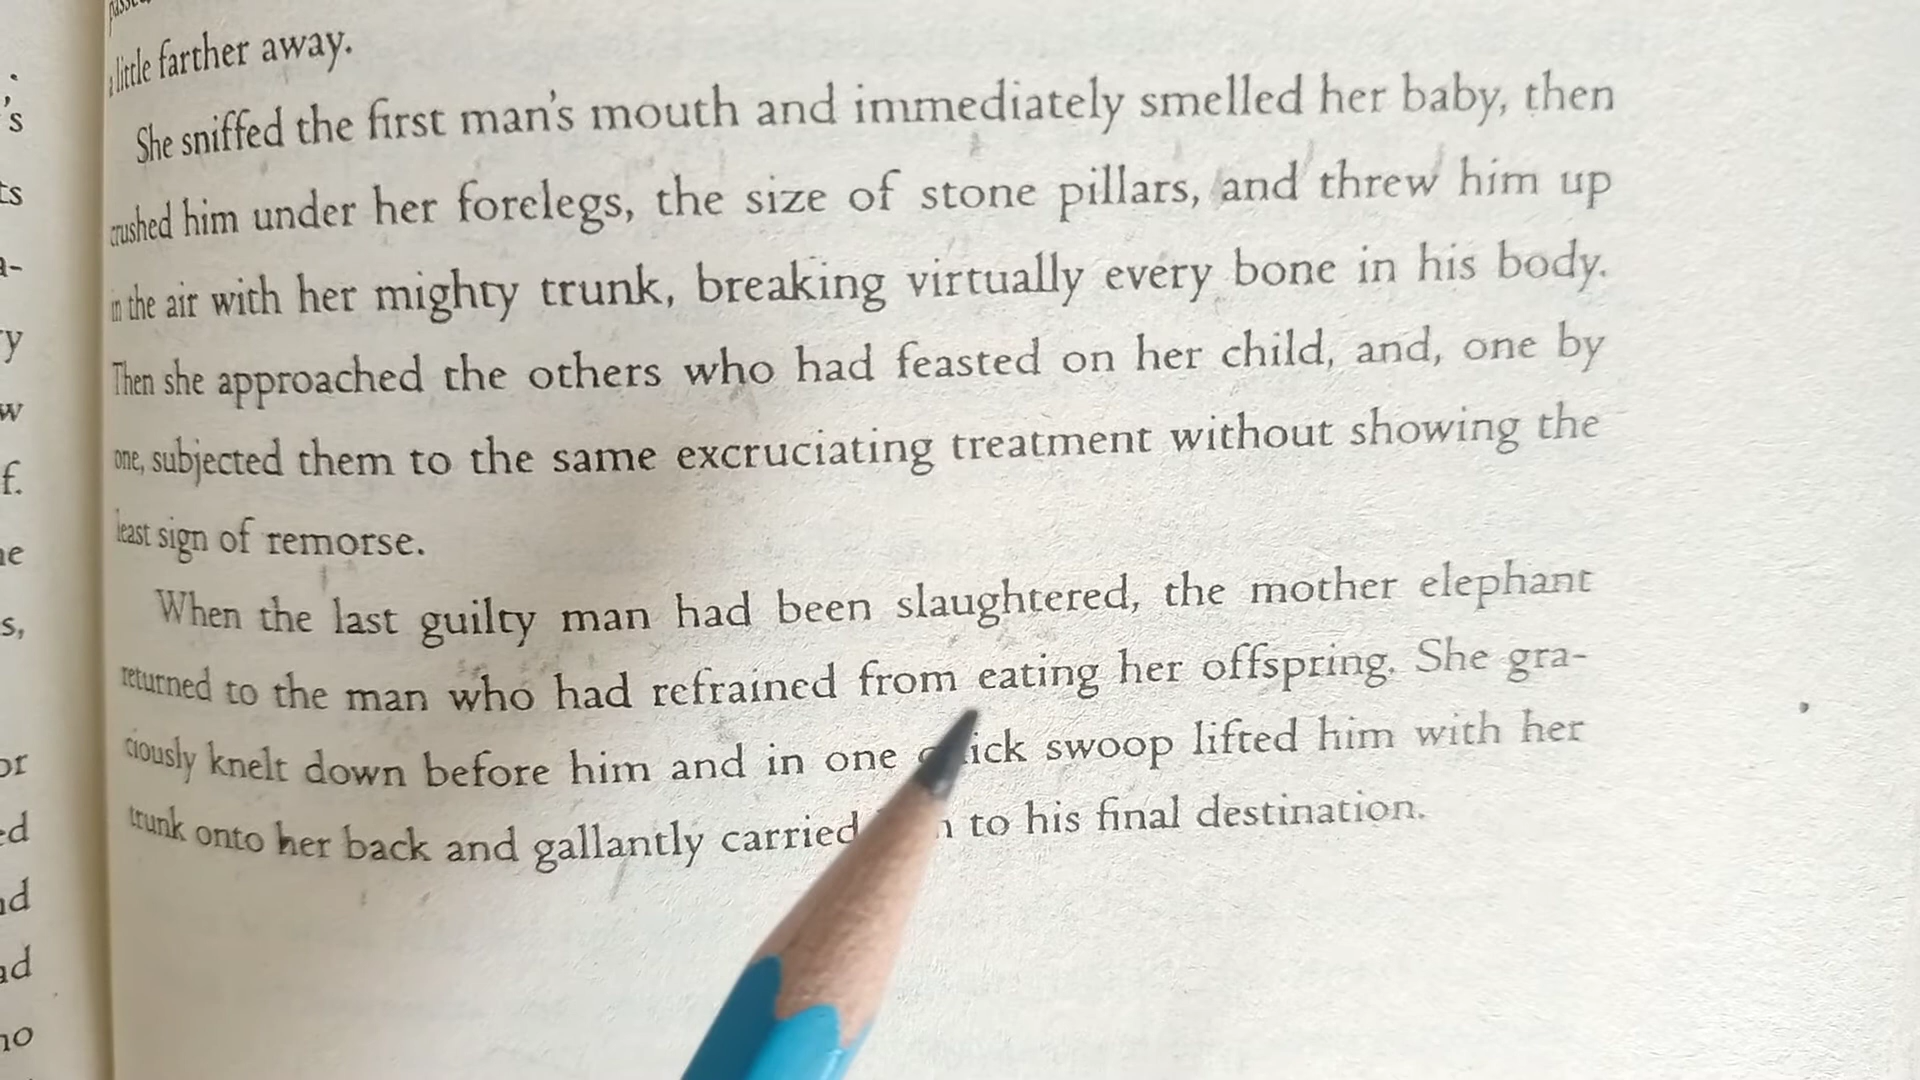 little farther away.
She sniffed the first man's mouth and immediately smelled her baby, then
crushed him under her forelegs, the size of stone pillars, and threw him up
in the air with her mighty trunk, breaking virtually every bone in his body.
Then she approached the others who had feasted on her child, and, one by
one, subjected them to the same excruciating treatment without showing the
least sign of remorse.
When the last guilty man had been slaughtered, the mother elephant
returned to the man who had refrained from eating her offspring. She gra-
ciously knelt down before him and in one swoop lifted him with her
trunk onto her back and gallantly carried to his final destination.